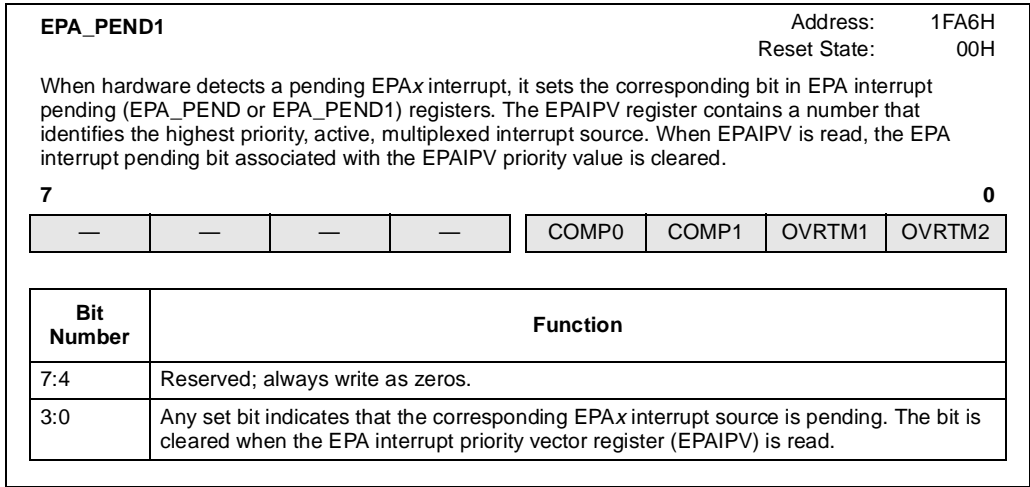 EPA_PEND1 Address: 1FA6H
Reset State: 00H
When hardware detects a pending EPAx interrupt, it sets the corresponding bit in EPA interrupt
pending (EPA_PEND or EPA_PEND1) registers. The EPAIPV register contains a number that
identifies the highest priority, active, multiplexed interrupt source. When EPAIPV is read, the EPA
interrupt pending bit associated with the EPAIPV priority value is cleared.
7 0
— — — — COMP0 COMP1 OVRTM1 OVRTM2
Bit
Number
Function
7:4 Reserved; always write as zeros.
3:0 Any set bit indicates that the corresponding EPAx interrupt source is pending. The bit is
cleared when the EPA interrupt priority vector register (EPAIPV) is read.